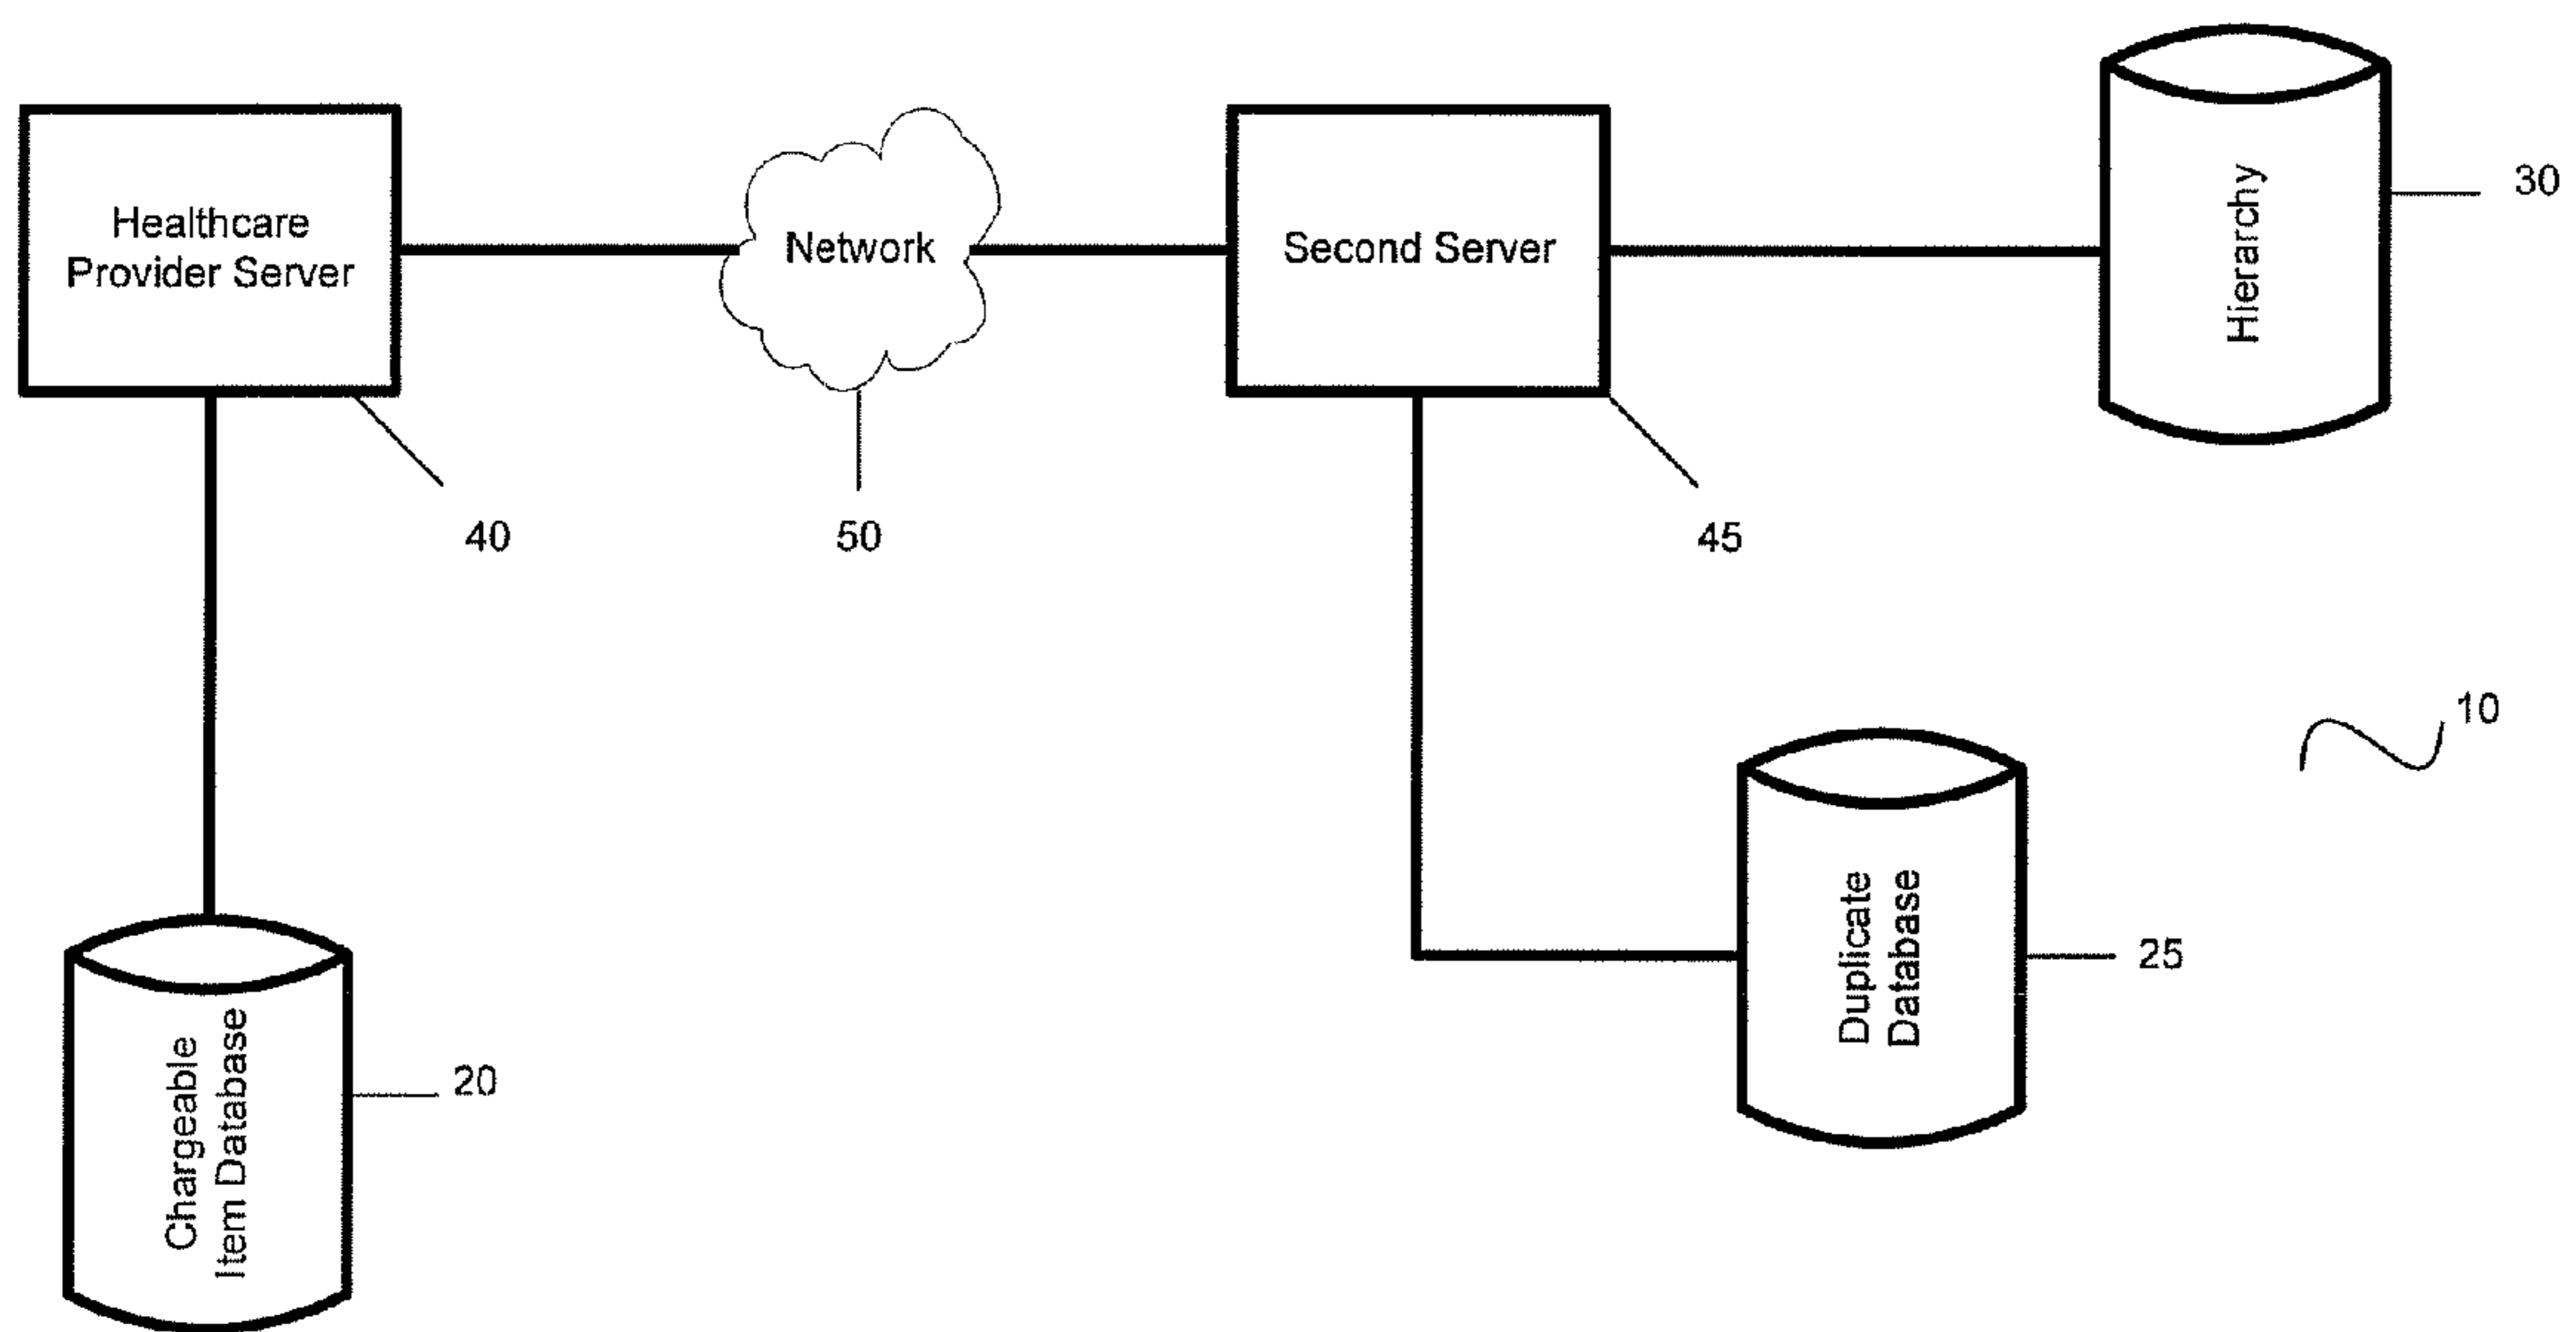 Healthcare
Provider Server
Network
Second Server
Hierarchy
30
40
50
45
10
Duplicate
Database
25
Chargeable
Item Database
20